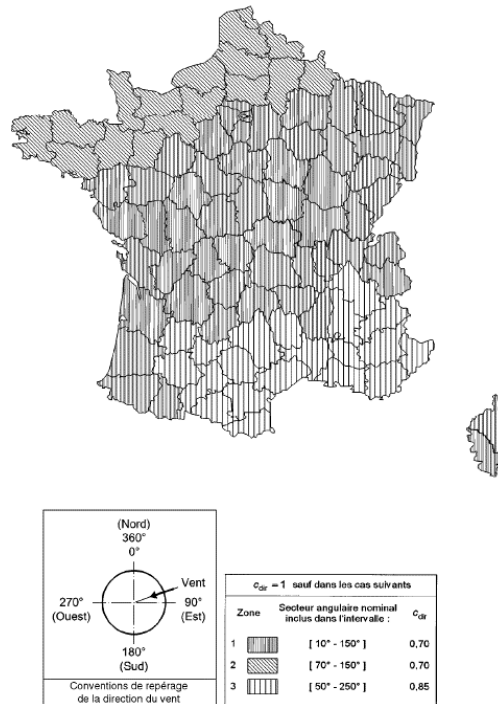 (Nord)
360°
0°
Vent
270°
(Ouest)
90°
(Est)
180°
(Sud)
Conventions de repérage
de la direction du vent
c_dir = 1 sauf dans les cas suivants
Zone Secteur angulaire nominal inclus dans l'intervalle : c_dir
1 [ 10° - 150° ] 0,70
2 [ 70° - 150° ] 0,70
3 [ 50° - 250° ] 0,85